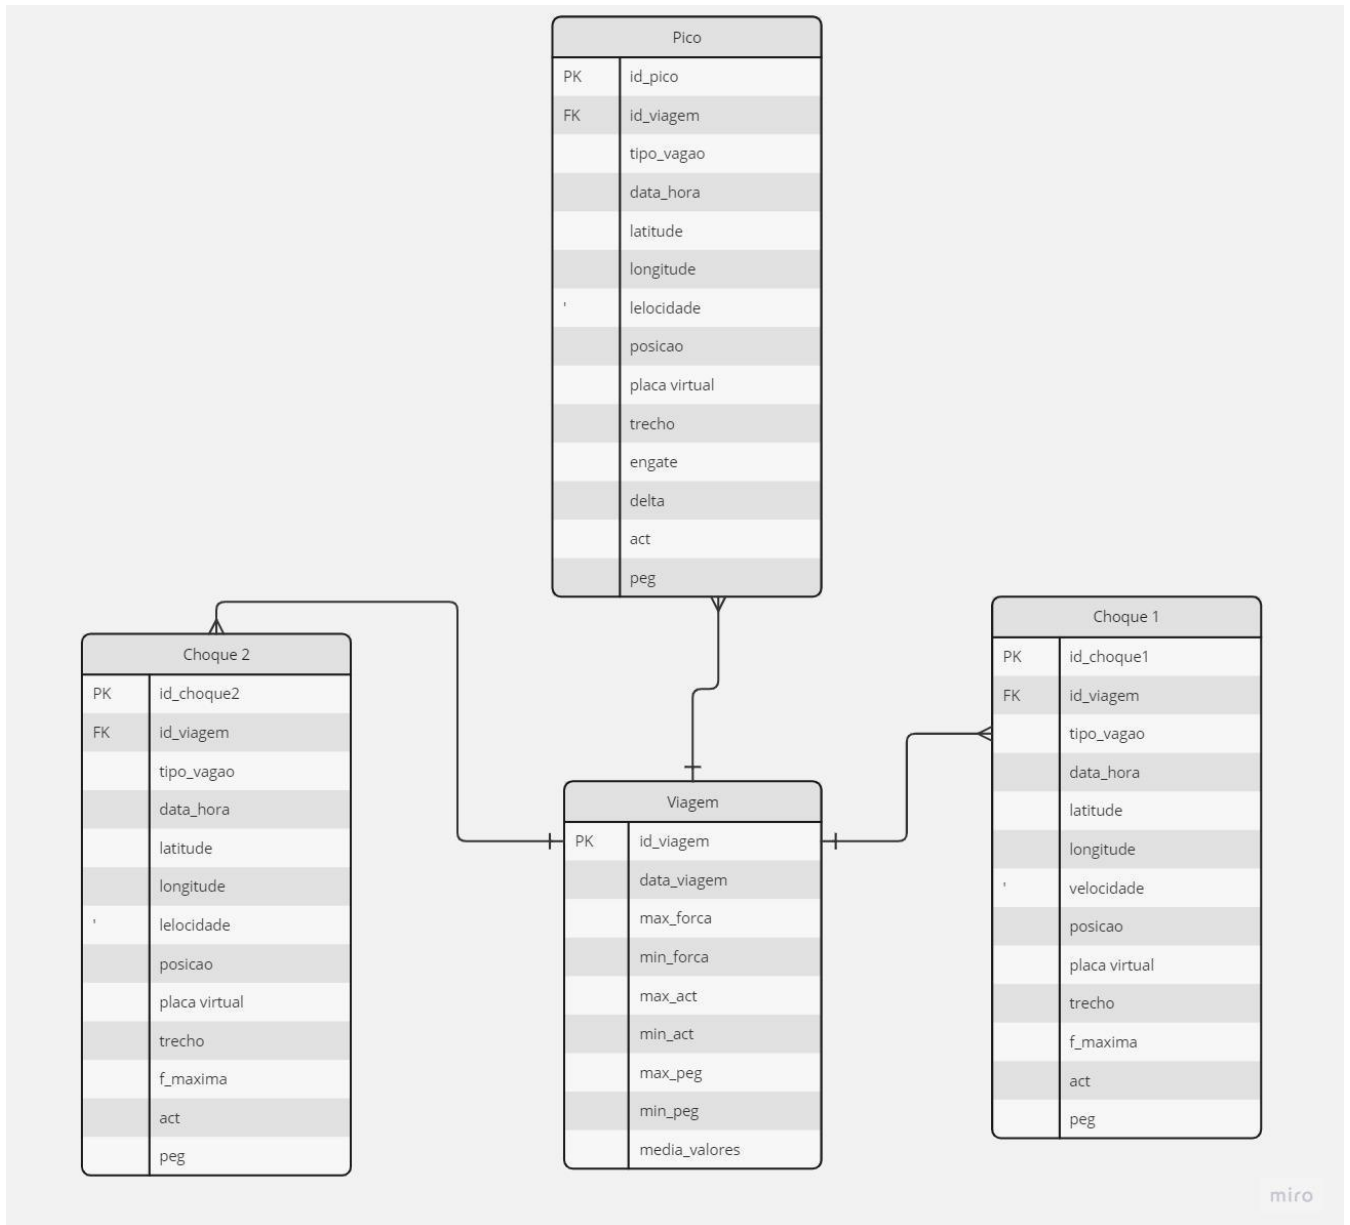 Pico
PK id_pico
FK id_viagem
tipo_vagao
data_hora
latitude
longitude
' lelocidade
posicao
placa virtual
trecho
engate
delta
act
peg
Choque 2
PK id_choque2
FK id_viagem
tipo_vagao
data_hora
latitude
longitude
' lelocidade
posicao
placa virtual
trecho
f_maxima
act
peg
Viagem
PK id_viagem
data_viagem
max_forca
min_forca
max_act
min_act
max_peg
min_peg
media_valores
Choque 1
PK id_choque1
FK id_viagem
tipo_vagao
data_hora
latitude
longitude
' velocidade
posicao
placa virtual
trecho
f_maxima
act
peg
miro